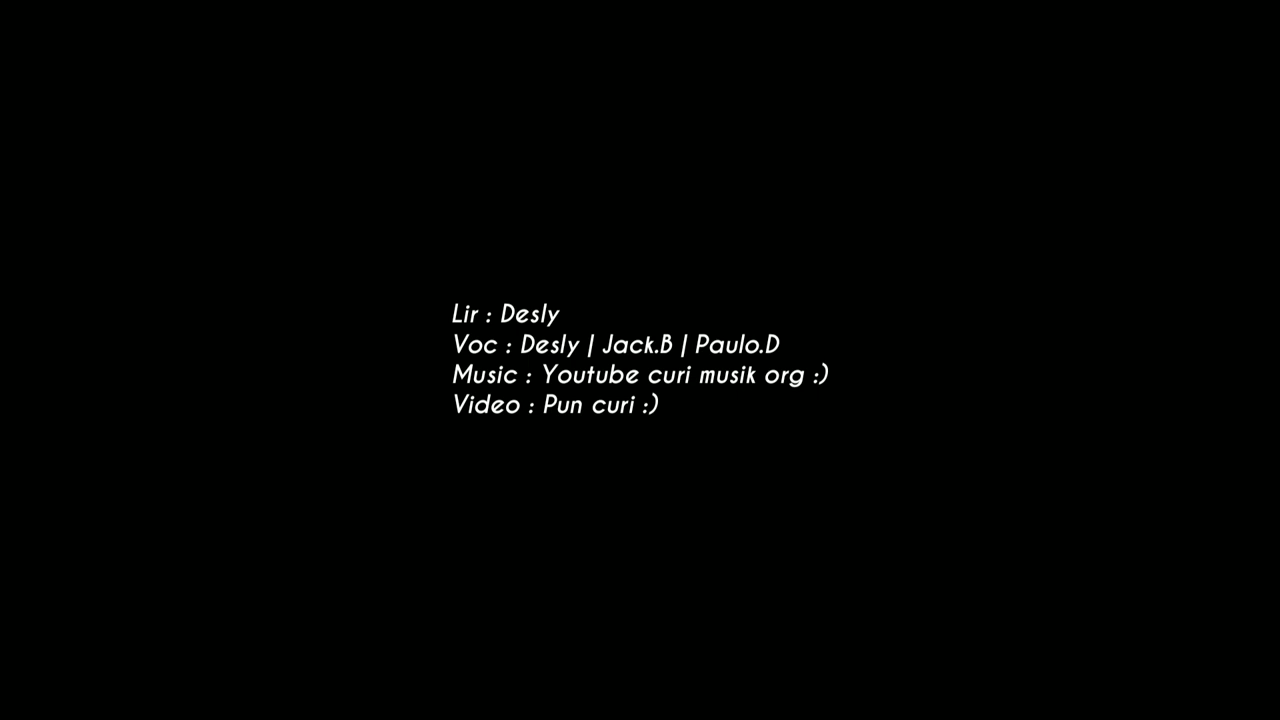 Lir : Desly
Voc : Desly | Jack.B | Paulo.D
Music : Youtube curi musik org :)
Video : Pun curi :)